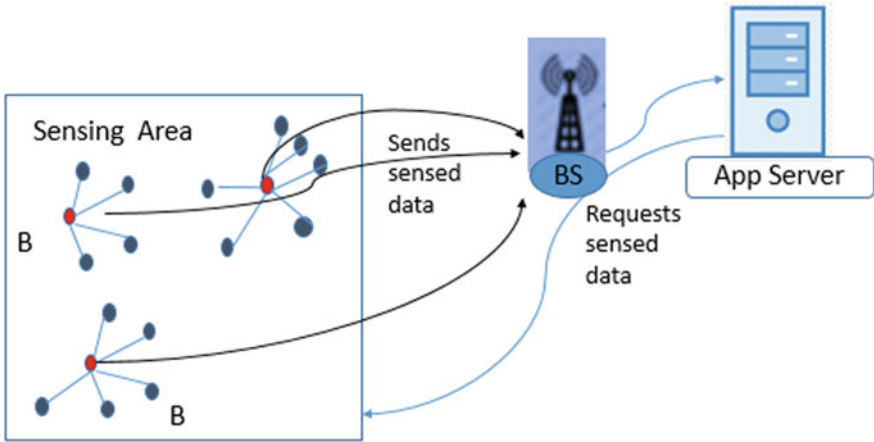 Sensing Area
B
B
Sends
sensed
data
BS
Requests
sensed
data
App Server